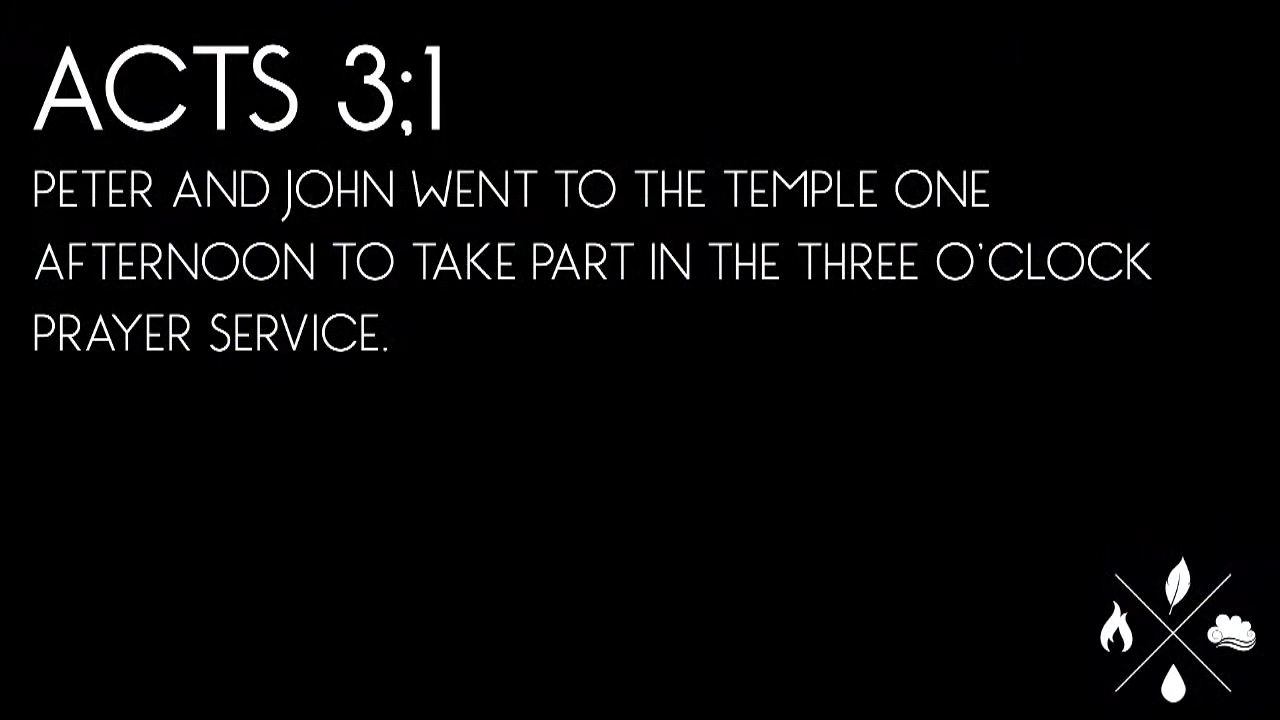 ACTS 3;1
PETER AND JOHN WENT TO THE TEMPLE ONE
AFTERNOON TO TAKE PART IN THE THREE O'CLOCK
PRAYER SERVICE.